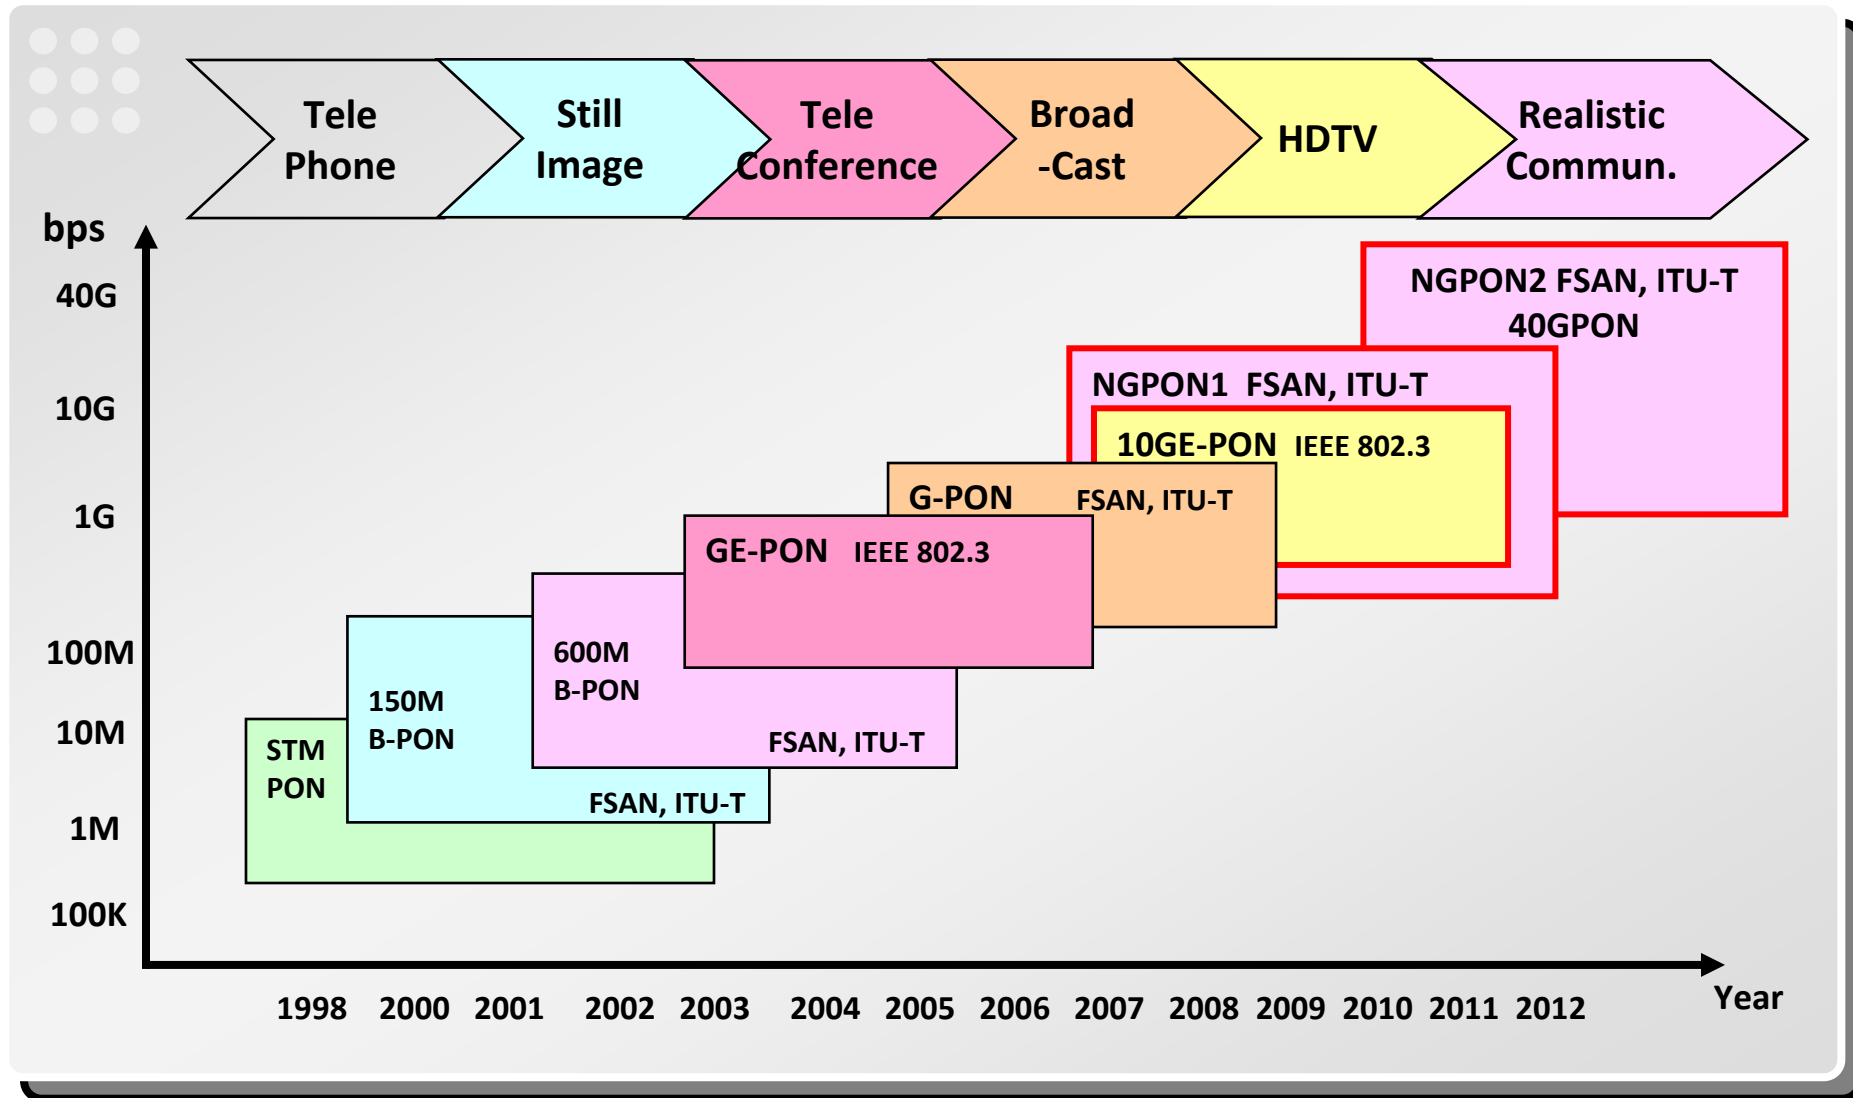 Tele
Phone
Still
Image
Tele
Conference
Broad
-Cast
HDTV
Realistic
Commun.
bps
40G
10G
1G
100M
10M
1M
100K
NGPON2 FSAN, ITU-T
40GPON
NGPON1 FSAN, ITU-T
10GE-PON IEEE 802.3
G-PON FSAN, ITU-T
GE-PON IEEE 802.3
600M
B-PON
FSAN, ITU-T
150M
B-PON
FSAN, ITU-T
STM
PON
1998 2000 2001 2002 2003 2004 2005 2006 2007 2008 2009 2010 2011 2012
Year